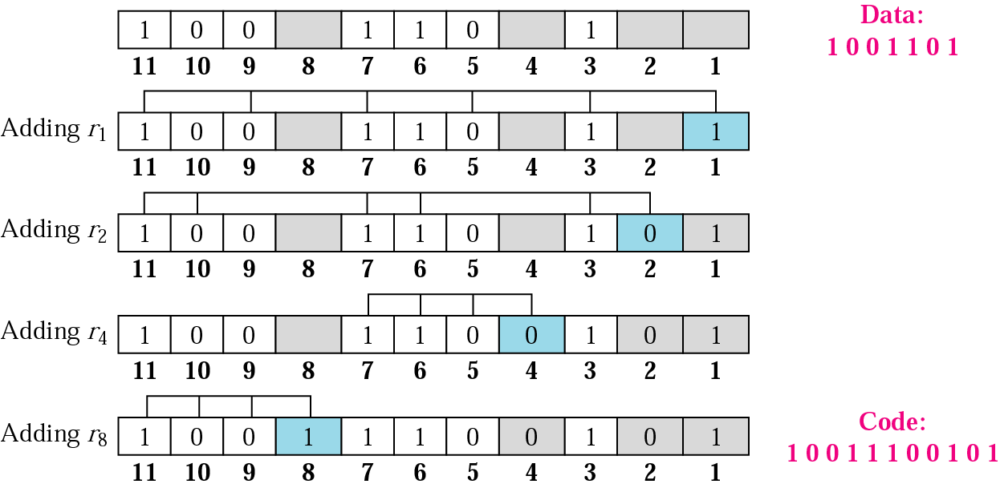 1 0 0 1 1 0 1
Data:
1 0 0 1 1 0 1
11 10 9 8 7 6 5 4 3 2 1
Adding r1 1 0 0 1 1 0 1 1
11 10 9 8 7 6 5 4 3 2 1
Adding r2 1 0 0 1 1 0 1 0 1
11 10 9 8 7 6 5 4 3 2 1
Adding r4 1 0 0 1 1 0 0 1 0 1
11 10 9 8 7 6 5 4 3 2 1
Adding r8 1 0 0 1 1 1 0 0 1 0 1
11 10 9 8 7 6 5 4 3 2 1
Code:
1 0 0 1 1 1 0 0 1 0 1